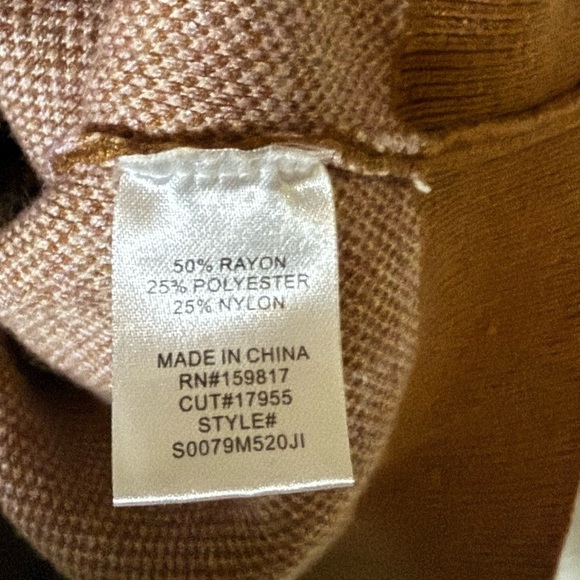 50% RAYON
25% POLYESTER
25% NYLON
MADE IN CHINA
RN#159817
CUT#17955
STYLE#
S0079M520JI